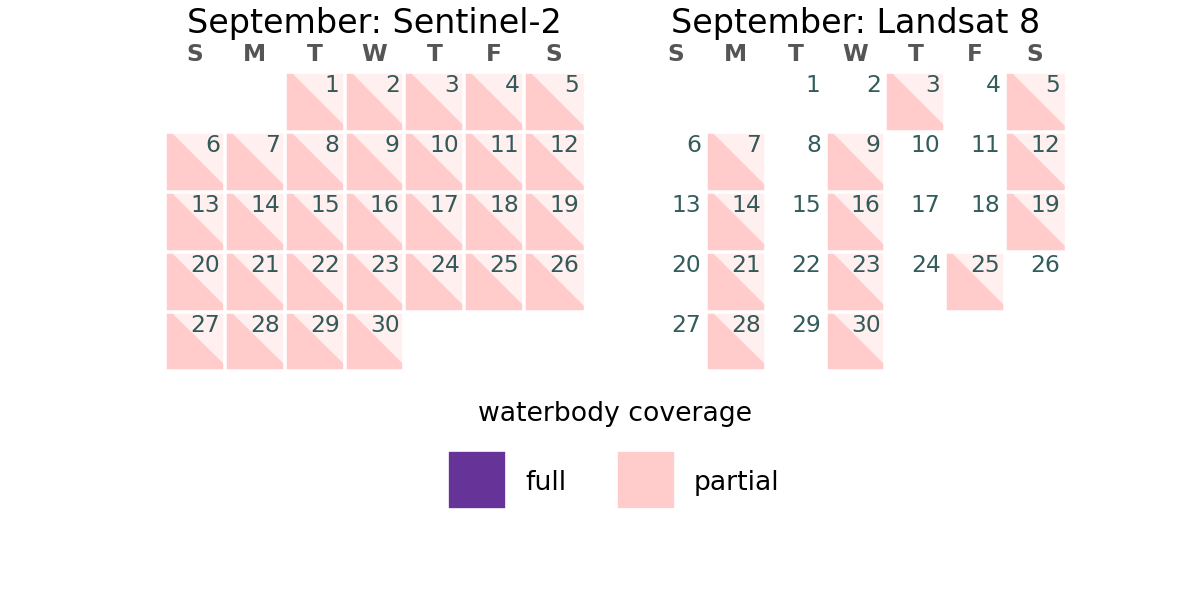 September: Sentinel-2
S M T W T F S
1 2 3 4 5
6 7 8 9 10 11 12
13 14 15 16 17 18 19
20 21 22 23 24 25 26
27 28 29 30
September: Landsat 8
S M T W T F S
1 2 3 4 5
6 7 8 9 10 11 12
13 14 15 16 17 18 19
20 21 22 23 24 25 26
27 28 29 30
waterbody coverage
full partial